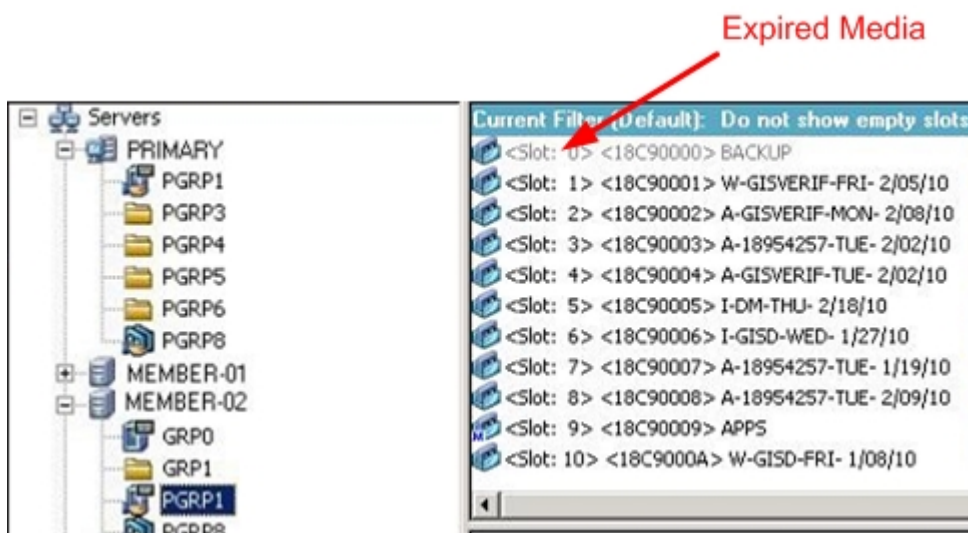 Expired Media
Servers
PRIMARY
PGRP1
PGRP3
PGRP4
PGRP5
PGRP6
PGRP8
MEMBER-01
MEMBER-02
GRP0
GRP1
PGRP1
PGRP8
Current Filter (Default): Do not show empty slots
<Slot: 0> <18C90000> BACKUP
<Slot: 1> <18C90001> W-GISVERIF-FRI- 2/05/10
<Slot: 2> <18C90002> A-GISVERIF-MON- 2/08/10
<Slot: 3> <18C90003> A-18954257-TUE- 2/02/10
<Slot: 4> <18C90004> A-GISVERIF-TUE- 2/02/10
<Slot: 5> <18C90005> I-DM-THU- 2/18/10
<Slot: 6> <18C90006> I-GISD-WED- 1/27/10
<Slot: 7> <18C90007> A-18954257-TUE- 1/19/10
<Slot: 8> <18C90008> A-18954257-TUE- 2/09/10
<Slot: 9> <18C90009> APPS
<Slot: 10> <18C9000A> W-GISD-FRI- 1/08/10